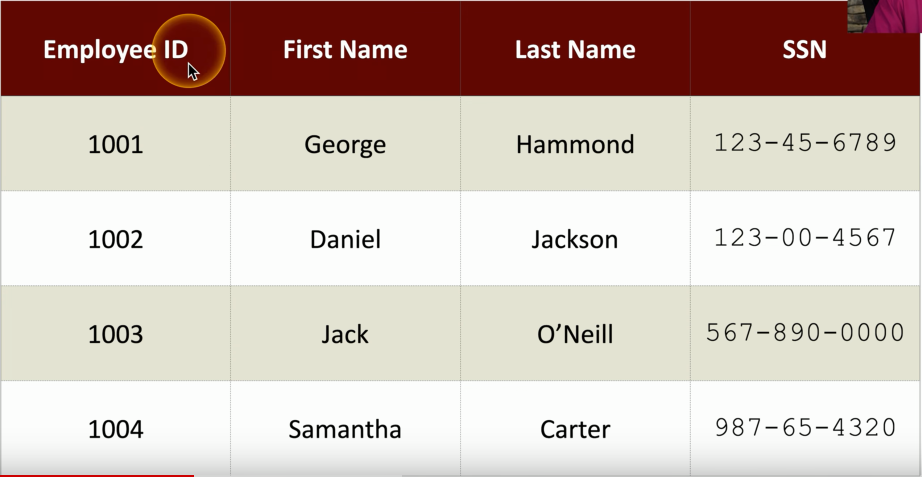 Employee ID First Name Last Name SSN
1001 George Hammond 123-45-6789
1002 Daniel Jackson 123-00-4567
1003 Jack O’Neill 567-890-0000
1004 Samantha Carter 987-65-4320